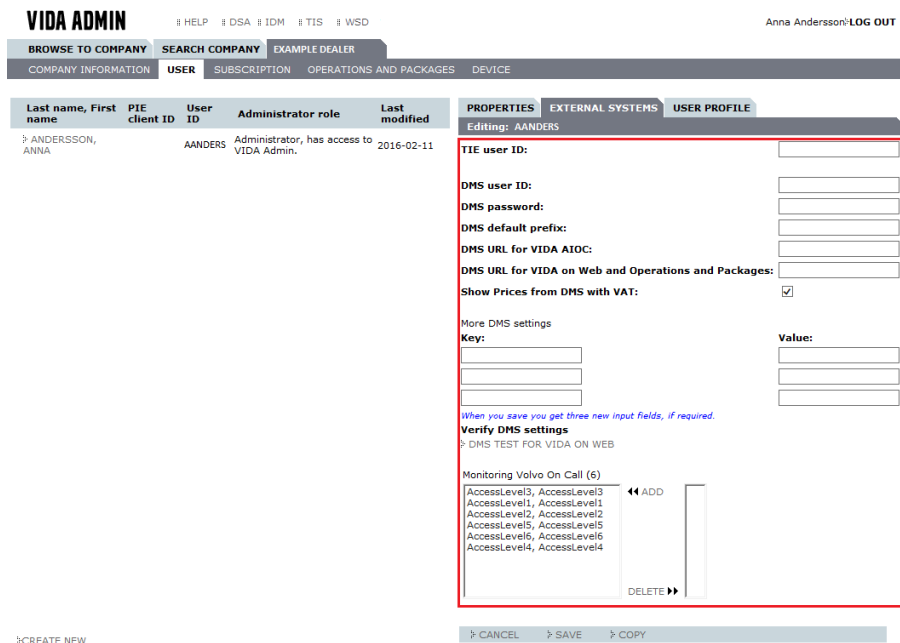 VIDA ADMIN
HELP DSA IDM TIS WSD
Anna Andersson LOG OUT
BROWSE TO COMPANY SEARCH COMPANY EXAMPLE DEALER
COMPANY INFORMATION USER SUBSCRIPTION OPERATIONS AND PACKAGES DEVICE
Last name, First name PIE client ID User ID Administrator role Last modified
ANDERSSON, ANNA AANDERS Administrator, has access to VIDA Admin. 2016-02-11
PROPERTIES EXTERNAL SYSTEMS USER PROFILE
Editing: AANDERS
TIE user ID:
DMS user ID:
DMS password:
DMS default prefix:
DMS URL for VIDA AIOC:
DMS URL for VIDA on Web and Operations and Packages:
Show Prices from DMS with VAT:
More DMS settings
Key: Value:
When you save you get three new input fields, if required.
Verify DMS settings
DMS TEST FOR VIDA ON WEB
Monitoring Volvo On Call (6)
AccessLevel3, AccessLevel3
AccessLevel1, AccessLevel1
AccessLevel2, AccessLevel2
AccessLevel5, AccessLevel5
AccessLevel6, AccessLevel6
AccessLevel4, AccessLevel4
ADD
DELETE
CANCEL SAVE COPY
CREATE NEW